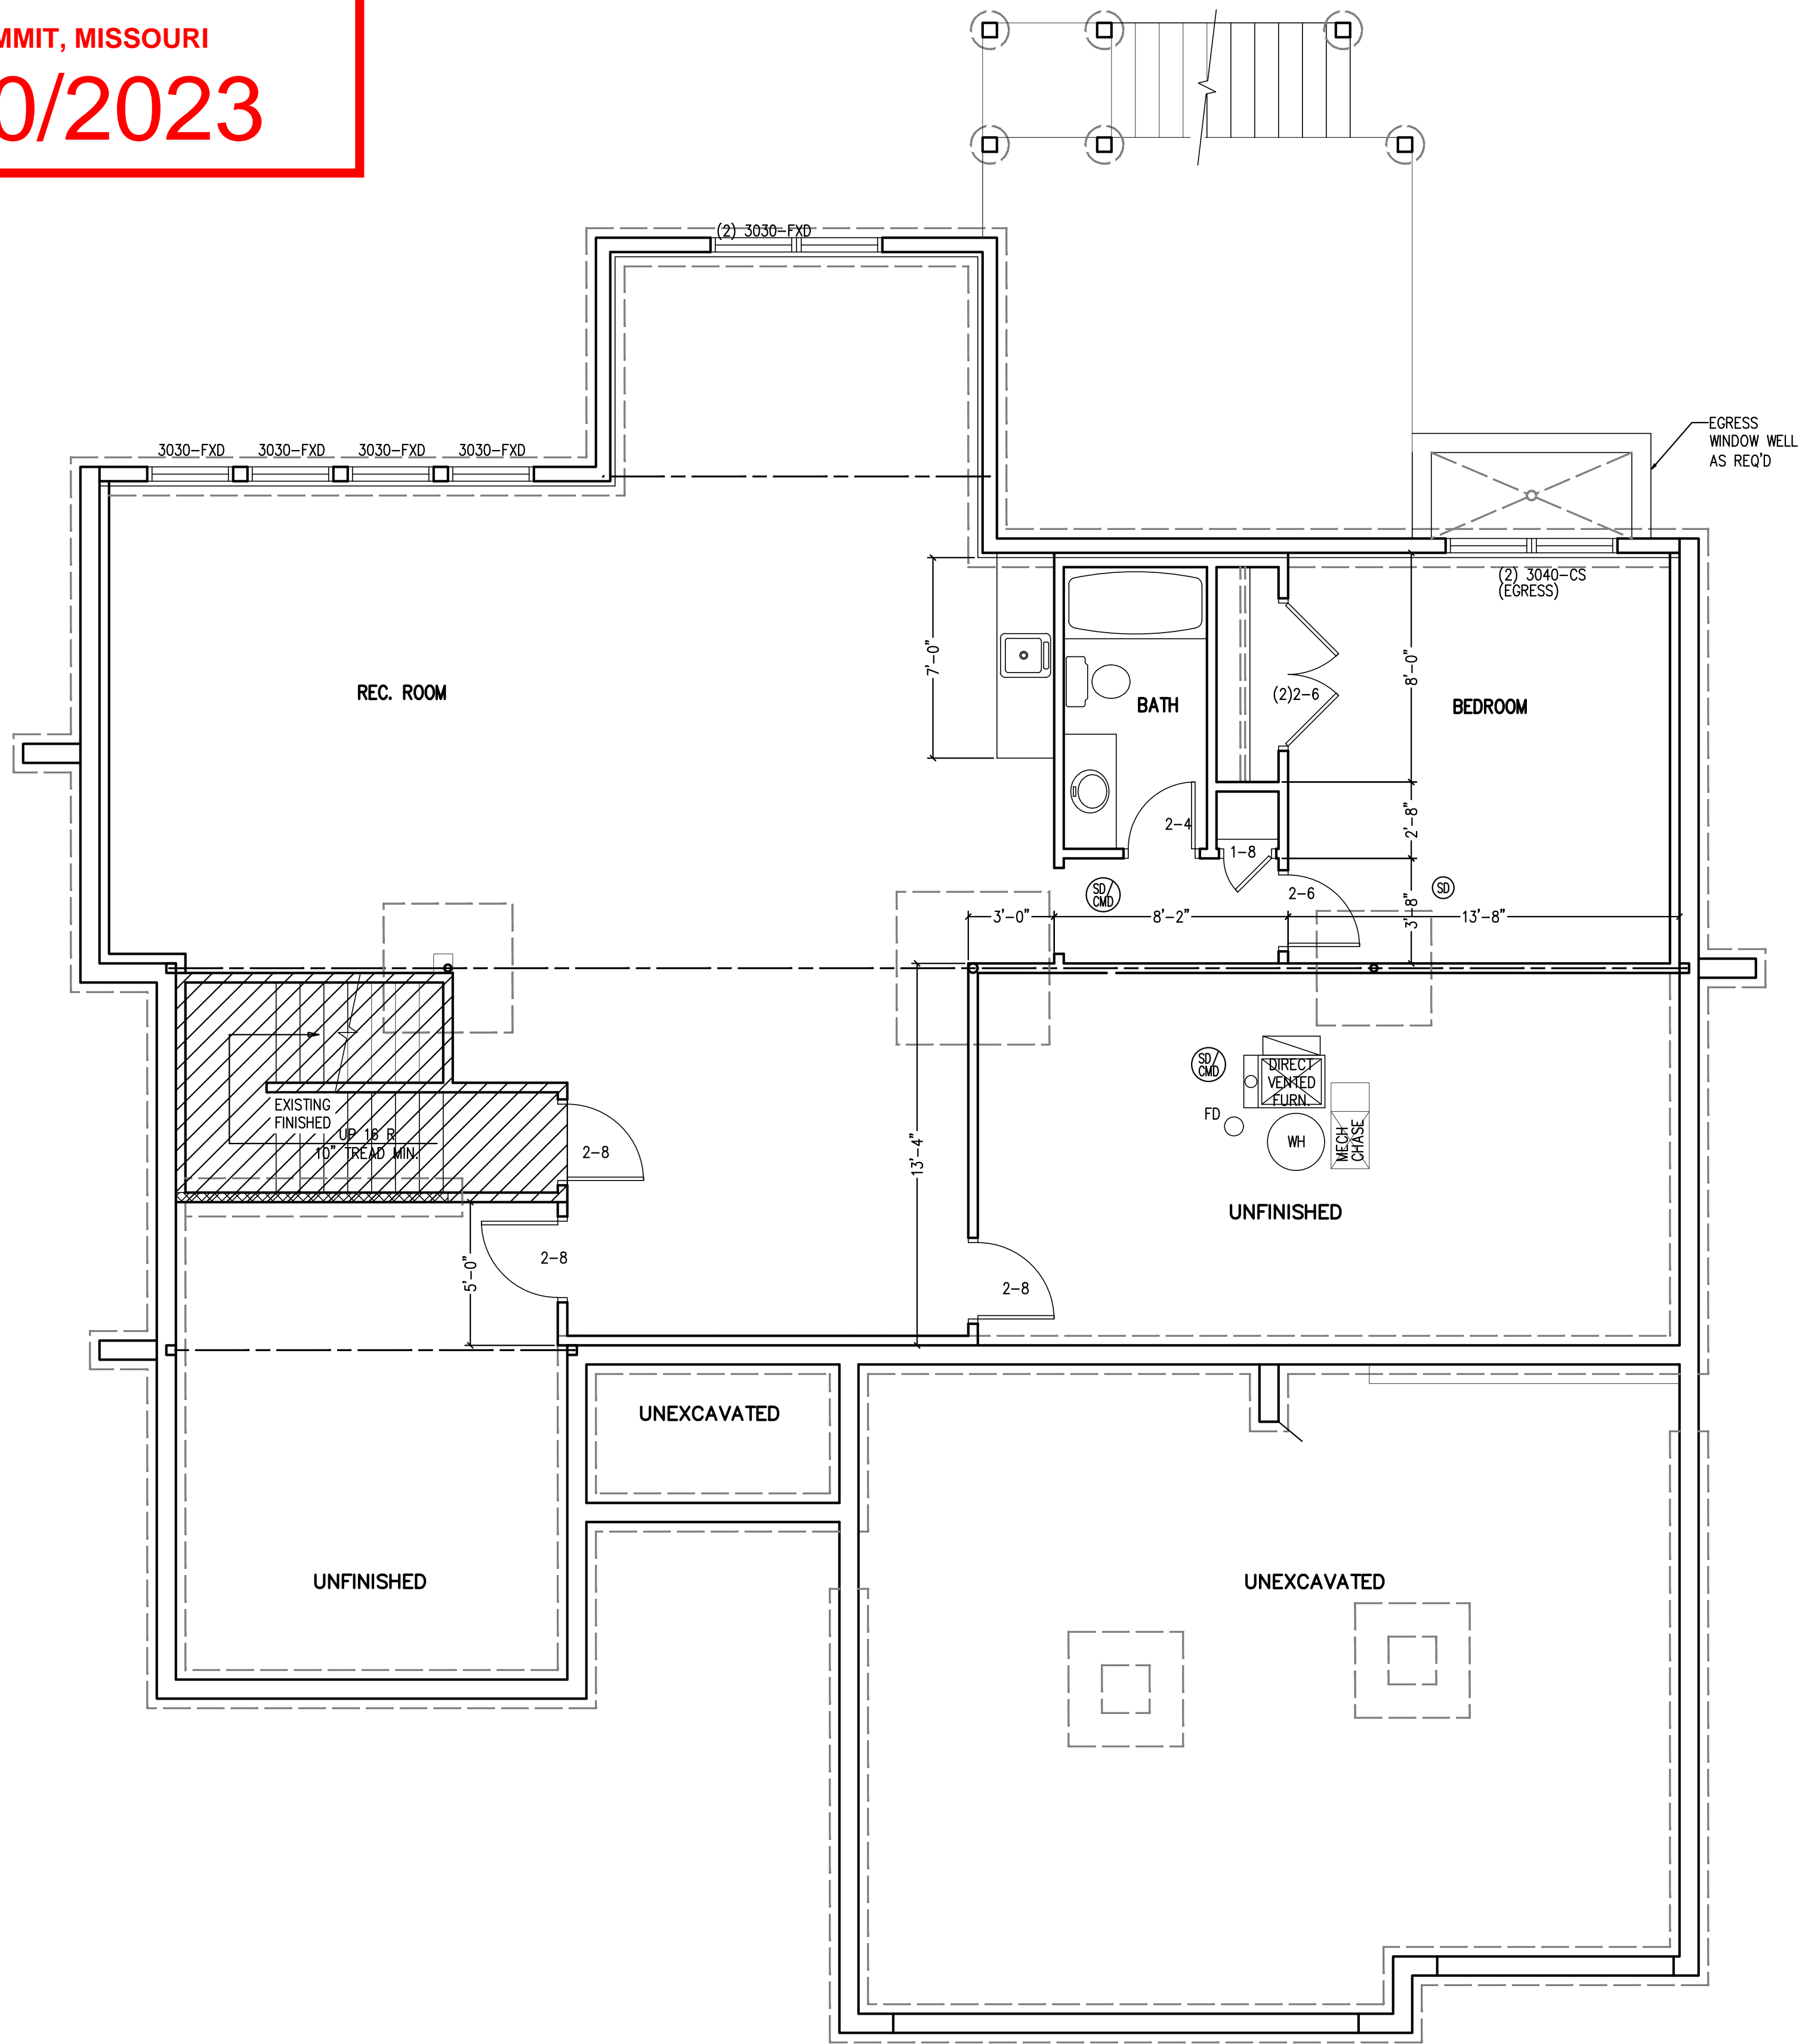 MMIT, MISSOURI
0/2023
(2) 3030-FXD
3030-FXD 3030-FXD 3030-FXD 3030-FXD
EGRESS
WINDOW WELL
AS REQ'D
(2) 3040-CS
(EGRESS)
7'-0"
8'-0"
REC. ROOM
(2)2-6
BATH
BEDROOM
2-4
2'-8"
1-8
SD/
CMD
2-6
SD
3'-8"
3'-0"
8'-2"
13'-8"
SD/
CMD
DIRECT
VENTED
FURN.
EXISTING
FINISHED
FD
UP 16 R
10" TREAD MIN.
2-8
13'-4"
WH
MECH
CHASE
UNFINISHED
5'-0"
2-8
2-8
UNEXCAVATED
UNFINISHED
UNEXCAVATED